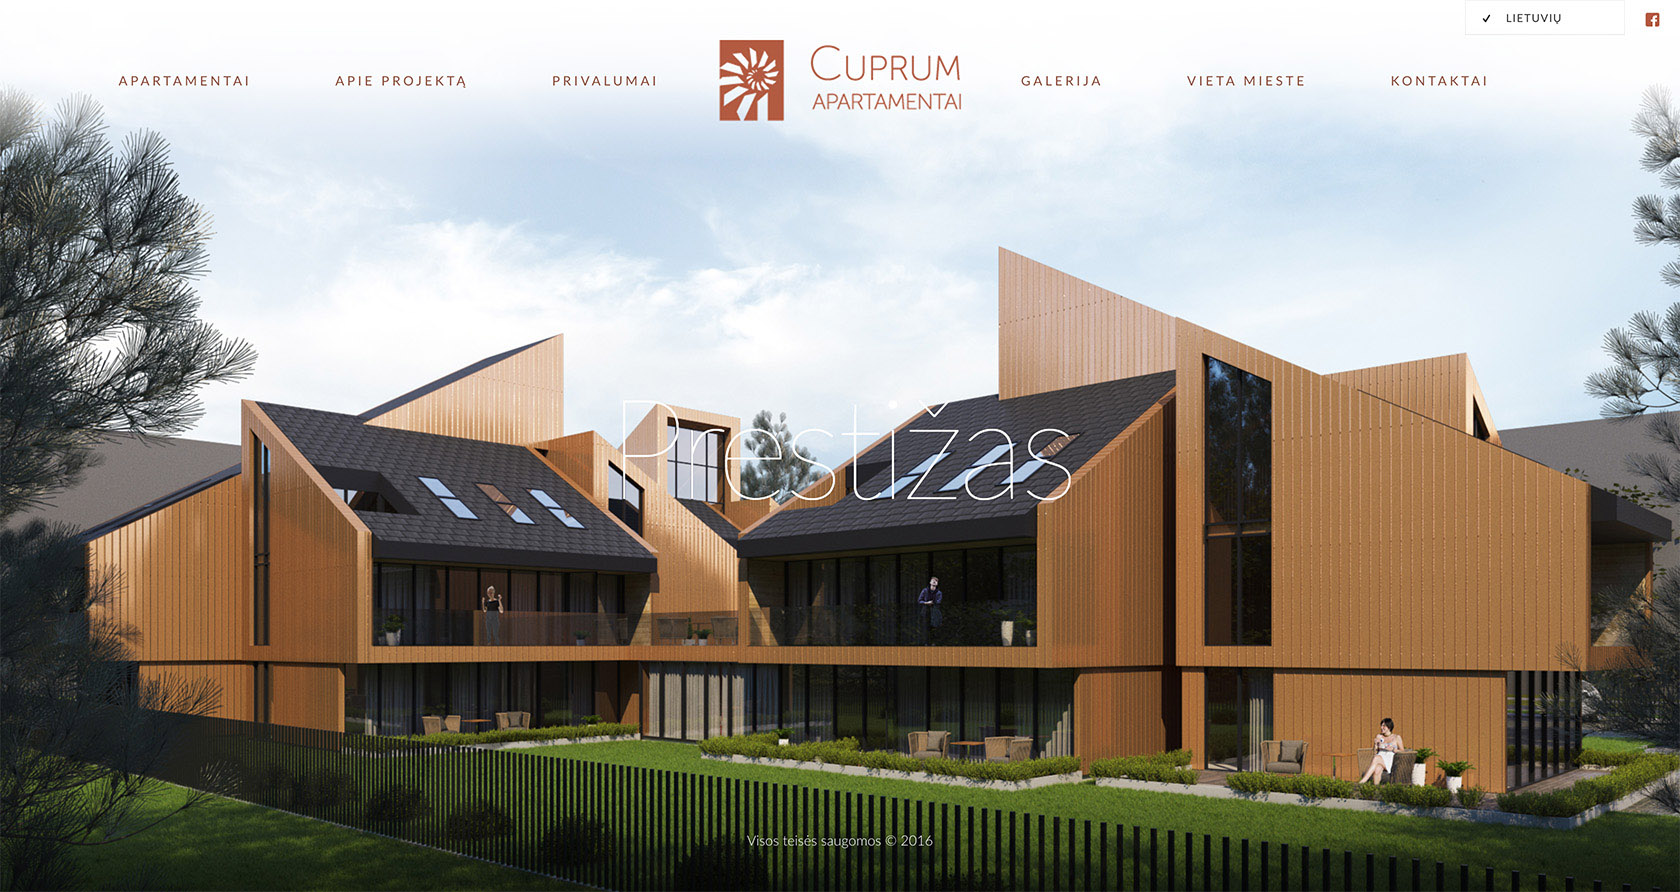 LIETUVIŲ
APARTAMENTAI
APIE PROJEKTĄ
PRIVALUMAI
CUPRUM
APARTAMENTAI
GALERIJA
VIETA MIESTE
KONTAKTAI
Prestižas
Visos teisės saugomos © 2016